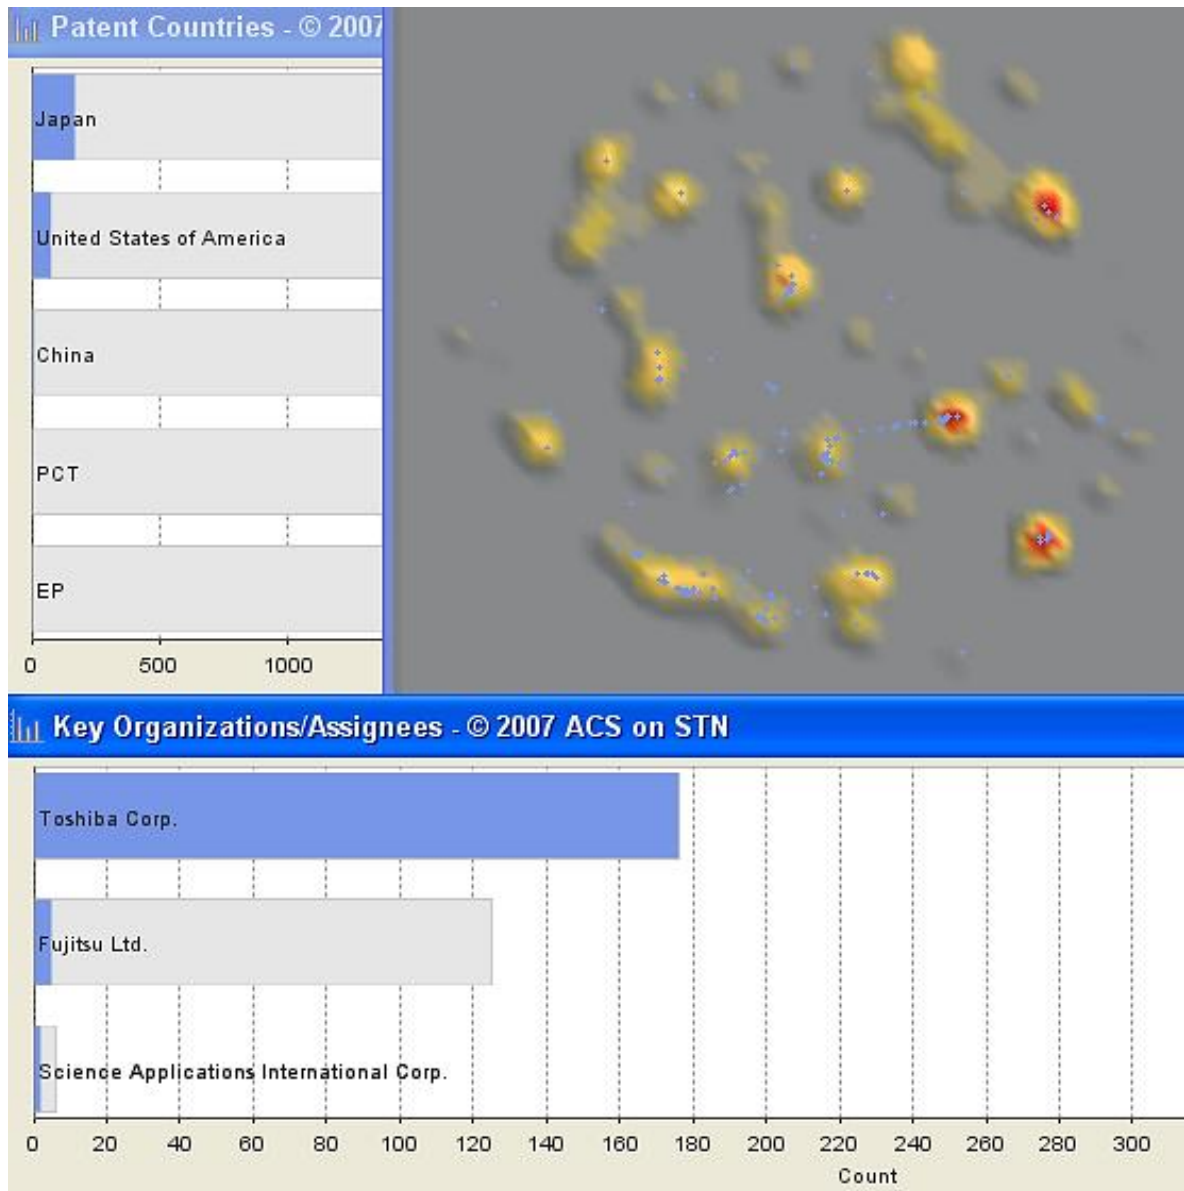 Patent Countries - © 2007
Japan
United States of America
China
PCT
EP
0 500 1000
Key Organizations/Assignees - © 2007 ACS on STN
Toshiba Corp.
Fujitsu Ltd.
Science Applications International Corp.
0 20 40 60 80 100 120 140 160 180 200 220 240 260 280 300
Count